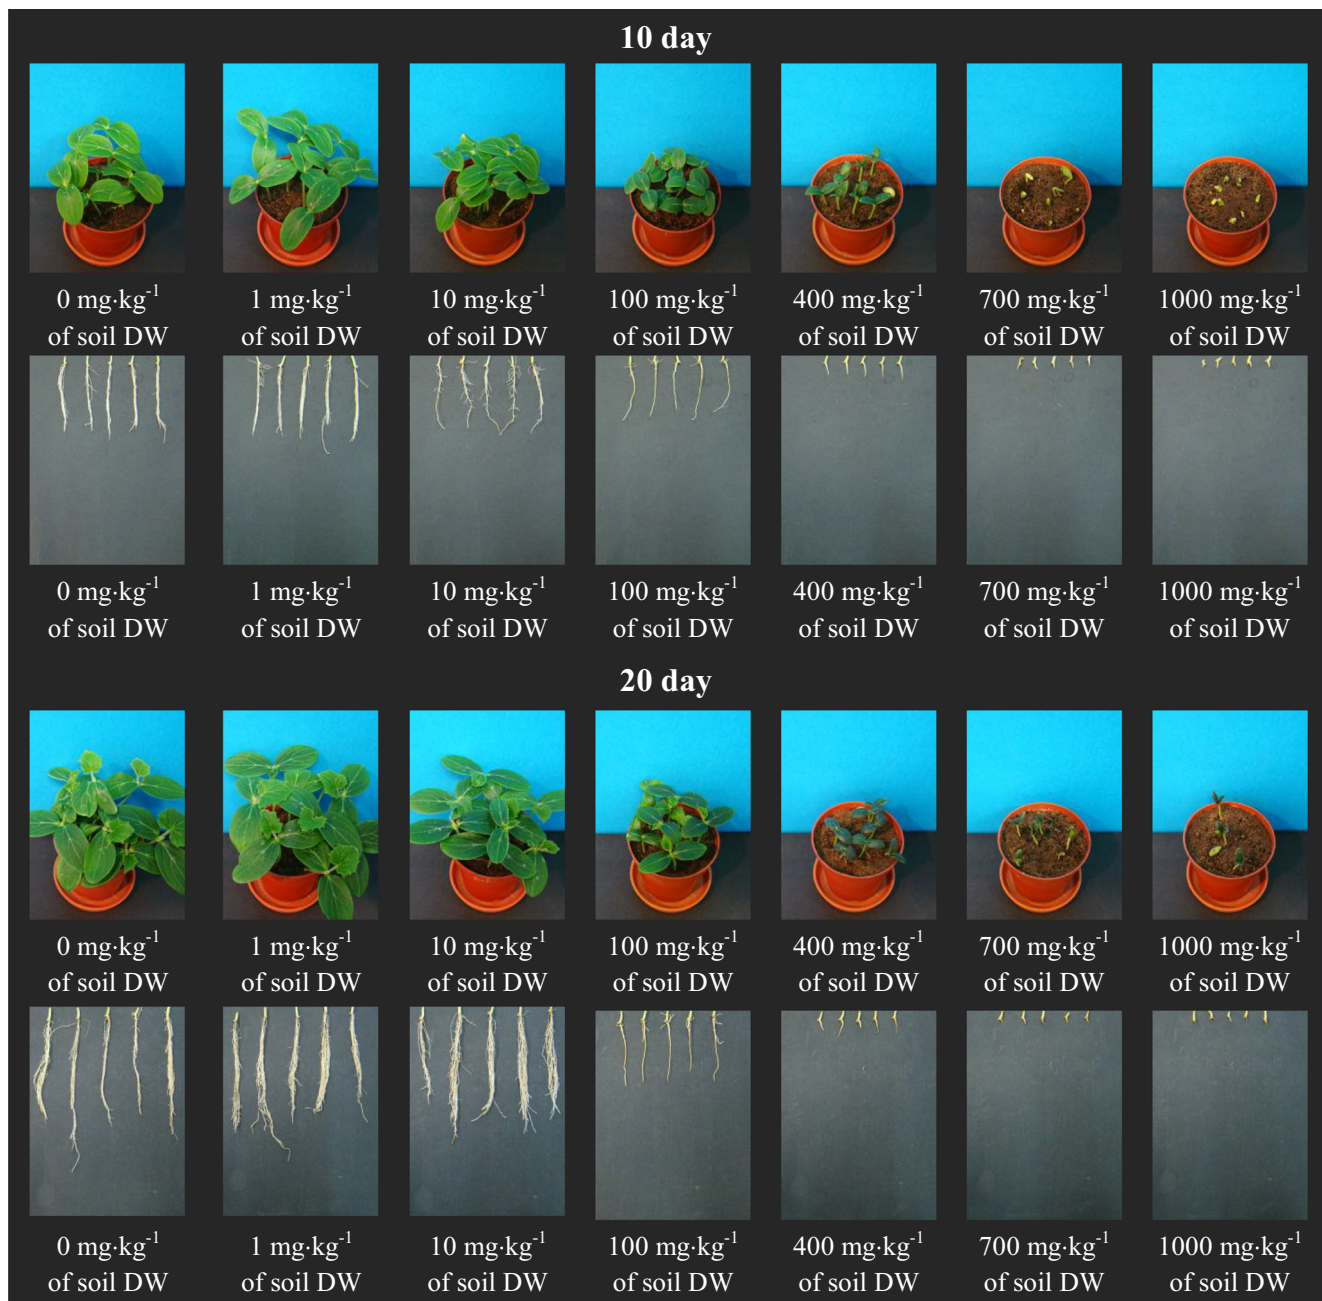 10 day
0 mg·kg⁻¹ 1 mg·kg⁻¹ 10 mg·kg⁻¹ 100 mg·kg⁻¹ 400 mg·kg⁻¹ 700 mg·kg⁻¹ 1000 mg·kg⁻¹
of soil DW of soil DW of soil DW of soil DW of soil DW of soil DW of soil DW
0 mg·kg⁻¹ 1 mg·kg⁻¹ 10 mg·kg⁻¹ 100 mg·kg⁻¹ 400 mg·kg⁻¹ 700 mg·kg⁻¹ 1000 mg·kg⁻¹
of soil DW of soil DW of soil DW of soil DW of soil DW of soil DW of soil DW
20 day
0 mg·kg⁻¹ 1 mg·kg⁻¹ 10 mg·kg⁻¹ 100 mg·kg⁻¹ 400 mg·kg⁻¹ 700 mg·kg⁻¹ 1000 mg·kg⁻¹
of soil DW of soil DW of soil DW of soil DW of soil DW of soil DW of soil DW
0 mg·kg⁻¹ 1 mg·kg⁻¹ 10 mg·kg⁻¹ 100 mg·kg⁻¹ 400 mg·kg⁻¹ 700 mg·kg⁻¹ 1000 mg·kg⁻¹
of soil DW of soil DW of soil DW of soil DW of soil DW of soil DW of soil DW